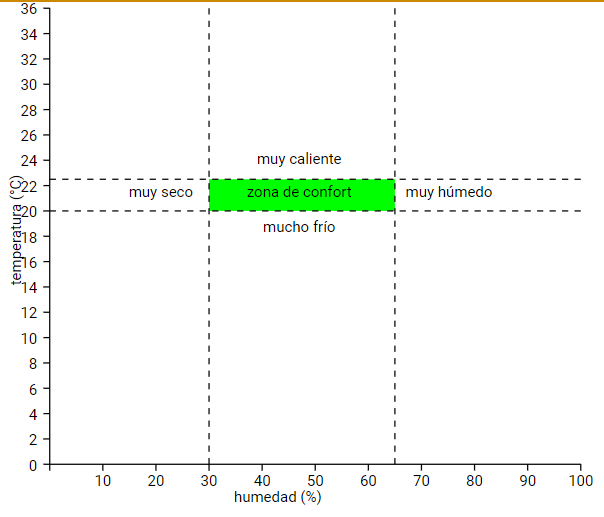 36
34
32
30
28
26
24
22
20
18
16
14
12
10
8
6
4
2
0
temperatura (°C)
muy caliente
muy seco
zona de confort
muy húmedo
mucho frío
10 20 30 40 50 60 70 80 90 100
humedad (%)